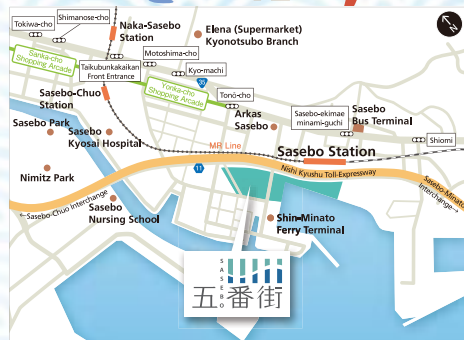 Tokiwa-cho
Shimanose-cho
Naka-Sasebo
Station
Elena (Supermarket)
Kyonotsubo Branch
N
Motoshima-cho
Sanka-cho
Shopping Arcade
Taikubunkakaikan
Front Entrance
Kyo-machi
26
Yonka-cho
Shopping Arcade
Tonō-cho
Sasebo-Chuo
Station
Arkas
Sasebo
Sasebo-ekimae
minami-guchi
Sasebo
Bus Terminal
Sasebo Park
Sasebo
Kyosai Hospital
MR Line
Sasebo Station
Shiomi
Nishi Kyushu Toll-Expressway
Nimitz Park
11
Sasebo-Minato
Interchange→
←Sasebo-Chuo Interchange
Sasebo
Nursing School
Shin-Minato
Ferry Terminal
SASEBO
五番街